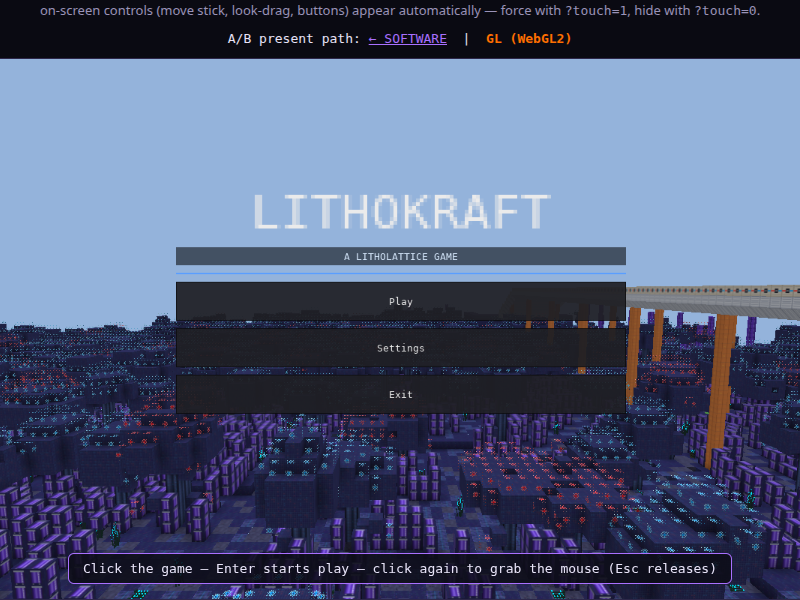 on-screen controls (move stick, look-drag, buttons) appear automatically — force with ?touch=1, hide with ?touch=0.
A/B present path: ← SOFTWARE | GL (WebGL2)
LITHOKRAFT
A LITHOLATTICE GAME
Play
Settings
Exit
Click the game — Enter starts play — click again to grab the mouse (Esc releases)